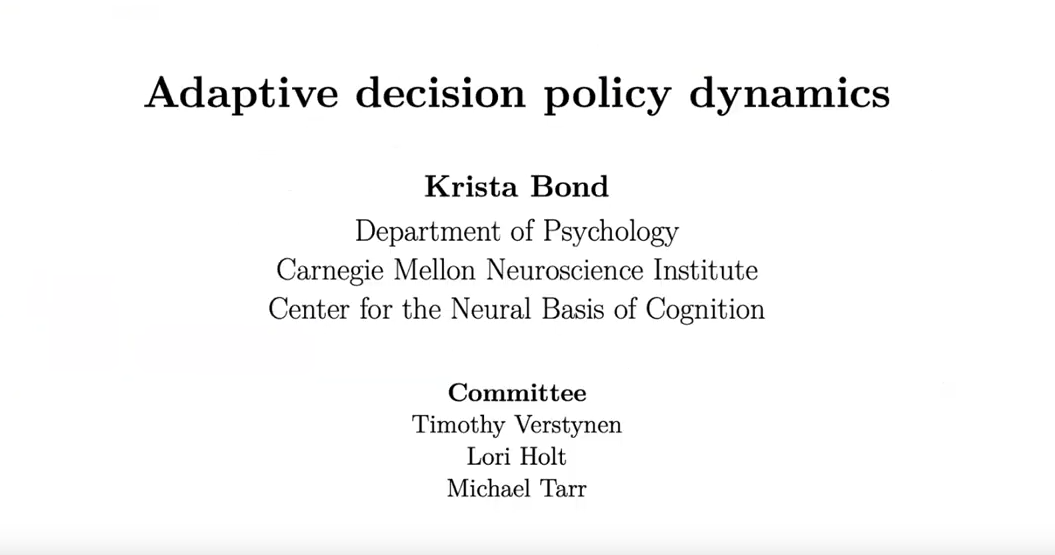 Adaptive decision policy dynamics
Krista Bond
Department of Psychology
Carnegie Mellon Neuroscience Institute
Center for the Neural Basis of Cognition
Committee
Timothy Verstynen
Lori Holt
Michael Tarr